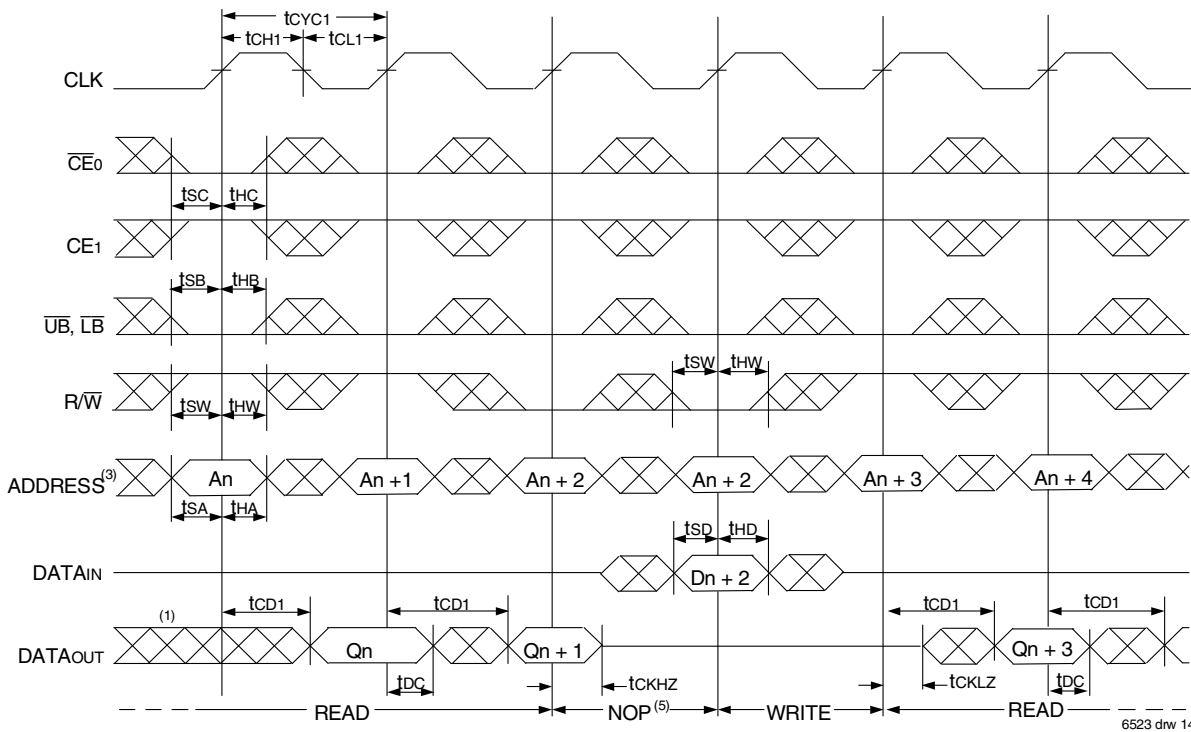 tCYC1
tCH1 tCL1
CLK
CE0
tSC tHC
CE1
tSB tHB
UB, LB
tSW tHW
R/W
tSW tHW
ADDRESS(3) An An +1 An + 2 An + 2 An + 3 An + 4
tSA tHA
tSD tHD
DATAIN Dn + 2
tCD1 tCD1 tCD1 tCD1
(1)
DATAOUT Qn Qn + 1 Qn + 3
tDC tCKHZ tCKLZ tDC
READ NOP(5) WRITE READ
6523 drw 14